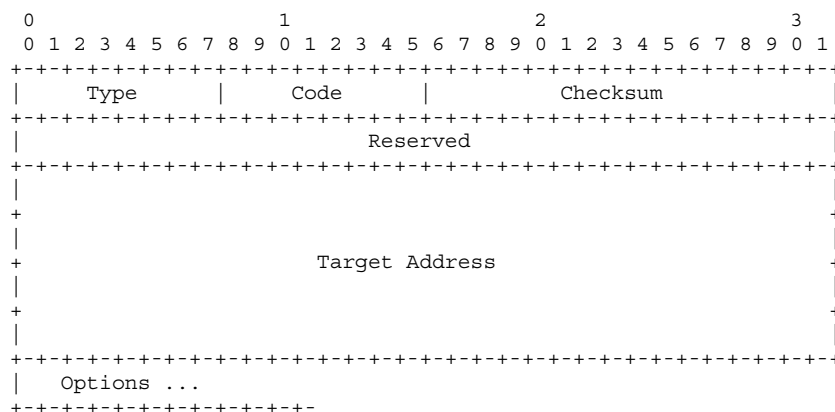 0                   1                   2                   3
 0 1 2 3 4 5 6 7 8 9 0 1 2 3 4 5 6 7 8 9 0 1 2 3 4 5 6 7 8 9 0 1
+-+-+-+-+-+-+-+-+-+-+-+-+-+-+-+-+-+-+-+-+-+-+-+-+-+-+-+-+-+-+-+-+
|     Type      |     Code      |          Checksum             |
+-+-+-+-+-+-+-+-+-+-+-+-+-+-+-+-+-+-+-+-+-+-+-+-+-+-+-+-+-+-+-+-+
|                           Reserved                            |
+-+-+-+-+-+-+-+-+-+-+-+-+-+-+-+-+-+-+-+-+-+-+-+-+-+-+-+-+-+-+-+-+
|                                                               |
+                                                               +
|                                                               |
+                       Target Address                          +
|                                                               |
+                                                               +
|                                                               |
+-+-+-+-+-+-+-+-+-+-+-+-+-+-+-+-+-+-+-+-+-+-+-+-+-+-+-+-+-+-+-+-+
|   Options ...
+-+-+-+-+-+-+-+-+-+-+-+-